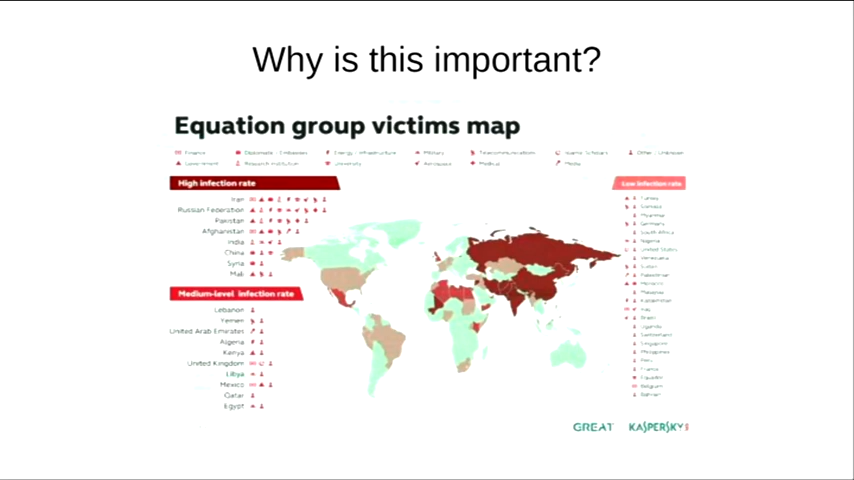 Why is this important?
Equation group victims map
Finance
Diplomatic / Embassies
Energy / Infrastructure
Military
Telecommunications
Islamic Scholars
Other / Unknown
Government
Research institution
University
Aerospace
Medical
Media
High infection rate
Iran
Russian Federation
Pakistan
Afghanistan
India
China
Syria
Mali
Medium-level infection rate
Lebanon
Yemen
United Arab Emirates
Algeria
Kenya
United Kingdom
Libya
Mexico
Qatar
Egypt
Low infection rate
Turkey
Somalia
Myanmar
Germany
South Africa
Nigeria
United States
Venezuela
Sudan
Palestinian
Morocco
Malaysia
Kazakhstan
Iraq
Brazil
Uganda
Switzerland
Singapore
Philippines
Peru
France
Ecuador
Belgium
Bahrain
GREAT KASPERSKY